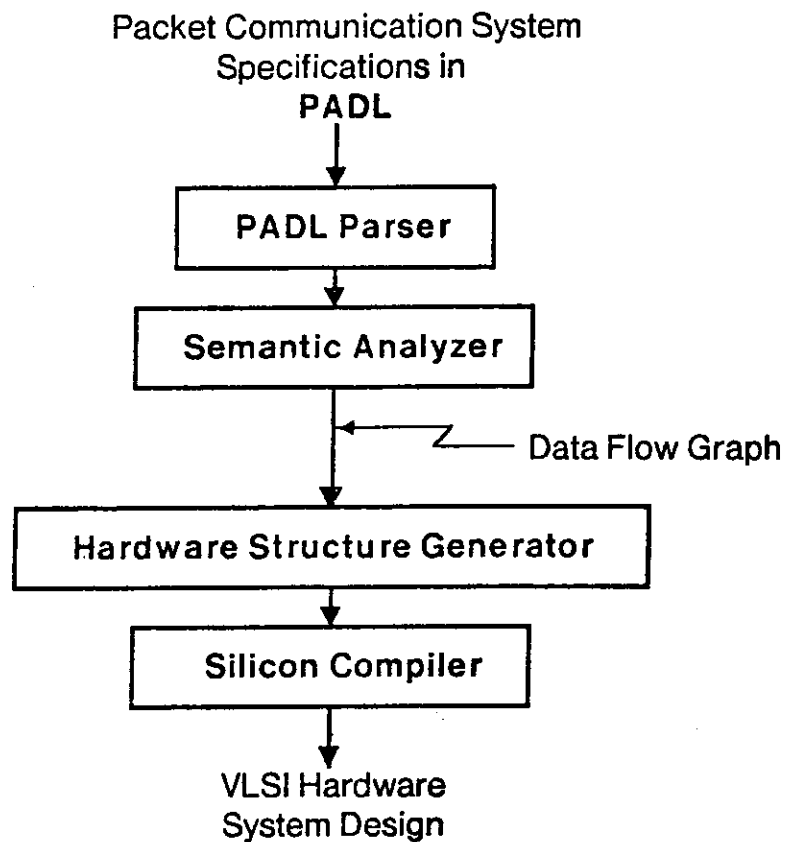 Packet Communication System
Specifications in
PADL
PADL Parser
Semantic Analyzer
Data Flow Graph
Hardware Structure Generator
Silicon Compiler
VLSI Hardware
System Design